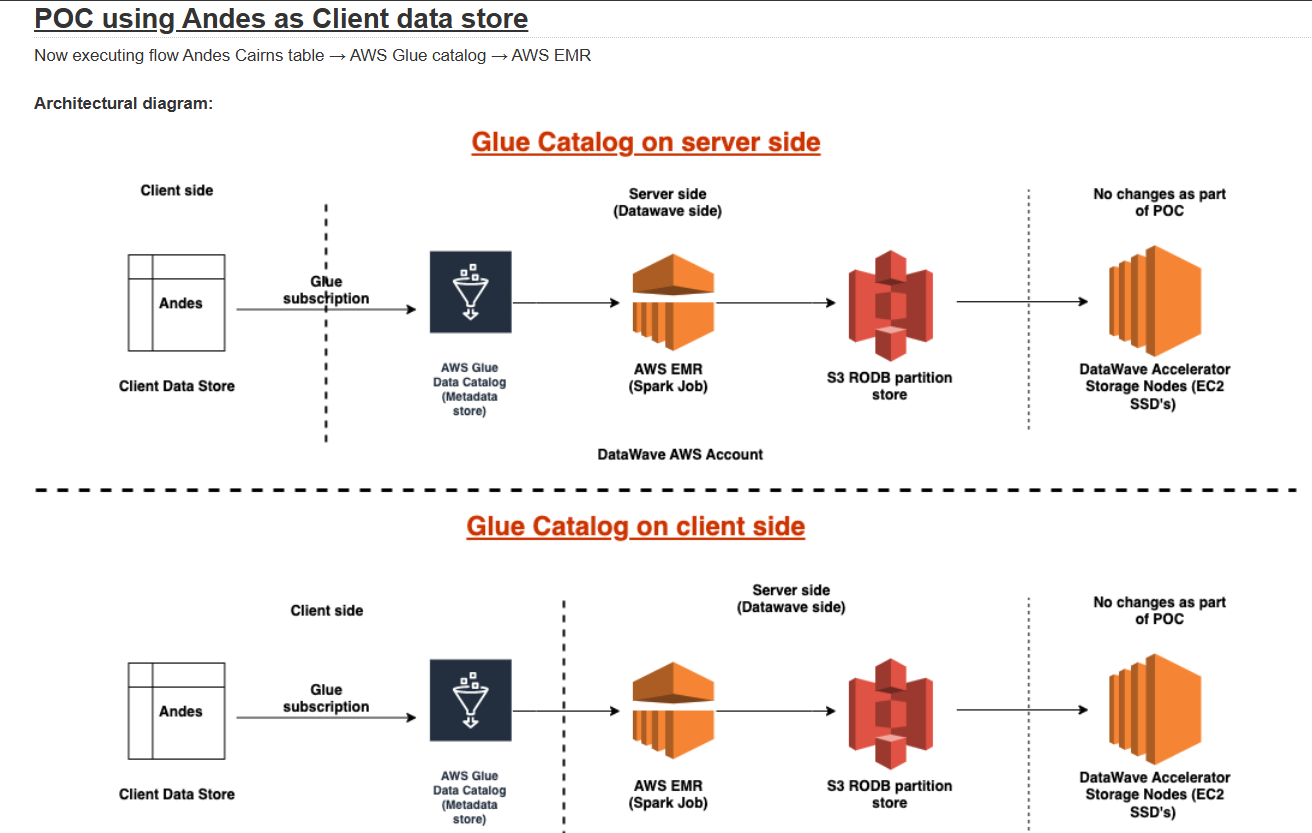 POC using Andes as Client data store
Now executing flow Andes Cairns table → AWS Glue catalog → AWS EMR
Architectural diagram:
Glue Catalog on server side
Client side
Server side
(Datawave side)
No changes as part
of POC
Glue
subscription
Andes
Client Data Store
AWS Glue
Data Catalog
(Metadata
store)
AWS EMR
(Spark Job)
S3 RODB partition
store
DataWave Accelerator
Storage Nodes (EC2
SSD's)
DataWave AWS Account
Glue Catalog on client side
Client side
Server side
(Datawave side)
No changes as part
of POC
Glue
subscription
Andes
Client Data Store
AWS Glue
Data Catalog
(Metadata
store)
AWS EMR
(Spark Job)
S3 RODB partition
store
DataWave Accelerator
Storage Nodes (EC2
SSD's)